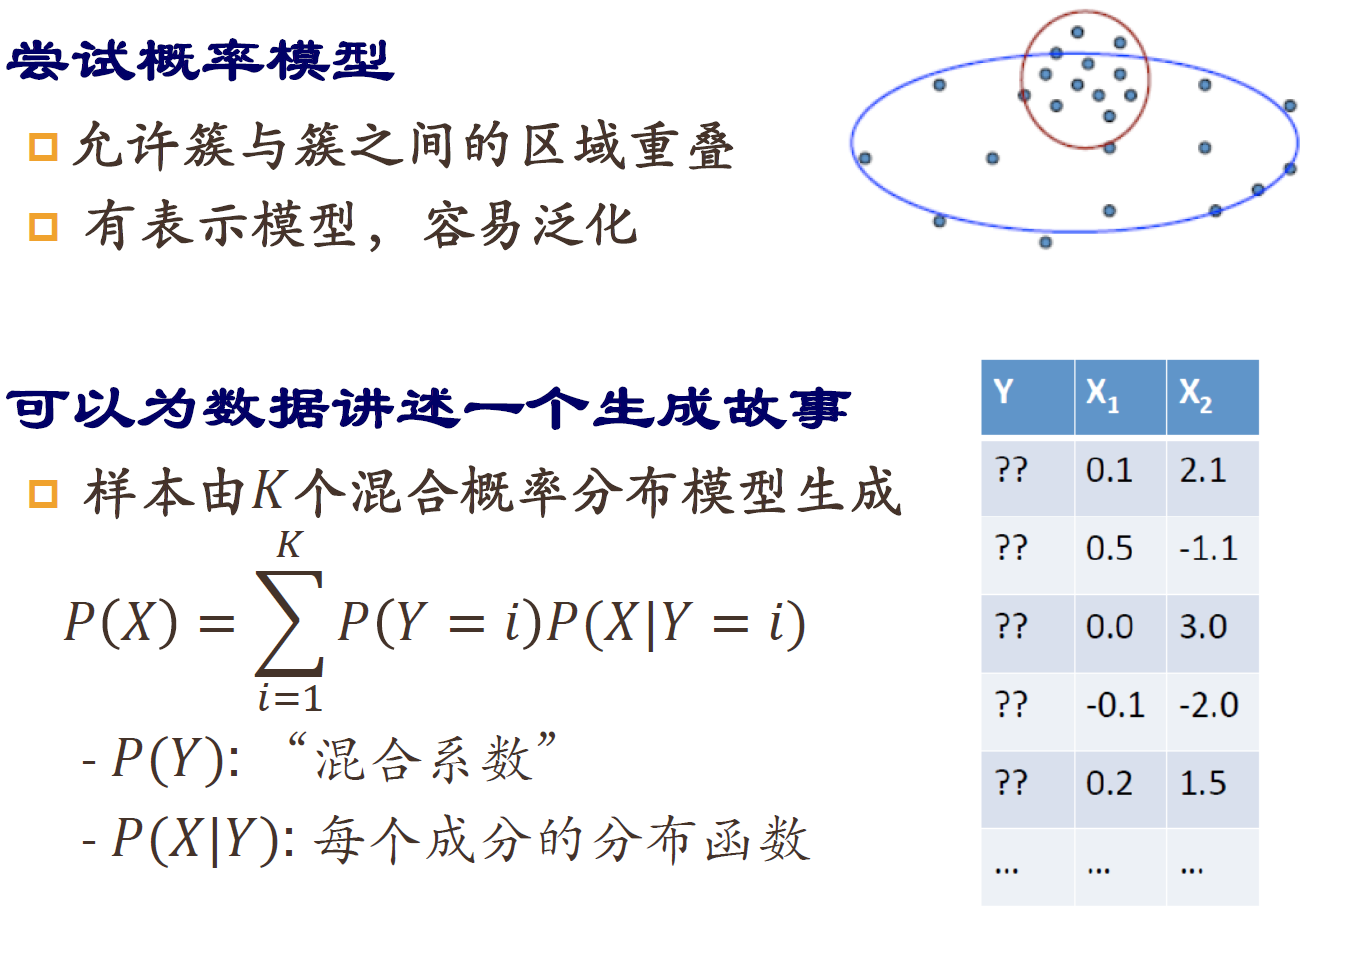 尝试概率模型
允许簇与簇之间的区域重叠
有表示模型，容易泛化
可以为数据讲述一个生成故事
样本由K个混合概率分布模型生成
P(X) = ∑_{i=1}^{K} P(Y = i)P(X|Y = i)
- P(Y): “混合系数”
- P(X|Y): 每个成分的分布函数
Y X₁ X₂
?? 0.1 2.1
?? 0.5 -1.1
?? 0.0 3.0
?? -0.1 -2.0
?? 0.2 1.5
... ... ...